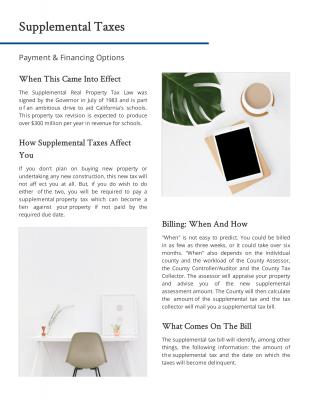 Supplemental Taxes
Payment & Financing Options
When This Came Into Effect
The Supplemental Real Property Tax Law was
signed by the Governor in July of 1983 and is part
of an ambitious drive to aid California's schools.
This property tax revision is expected to produce
over $300 million per year in revenue for schools.
How Supplemental Taxes Affect
You
If you don't plan on buying new property or
undertaking any new construction, this new tax will
not aff ect you at all. But, if you do wish to do
either of the two, you will be required to pay a
supplemental property tax which can become a
lien against your property if not paid by the
required due date.
Billing: When And How
"When" is not easy to predict. You could be billed
in as few as three weeks, or it could take over six
months. "When" also depends on the individual
county and the workload of the County Assessor,
the County Controller/Auditor and the County Tax
Collector. The assessor will appraise your property
and advise you of the new supplemental
assessment amount. The County will then calculate
the amount of the supplemental tax and the tax
collector will mail you a supplemental tax bill.
What Comes On The Bill
The supplemental tax bill will identify, among other
things, the following information: the amount of
the supplemental tax and the date on which the
taxes will become delinquent.